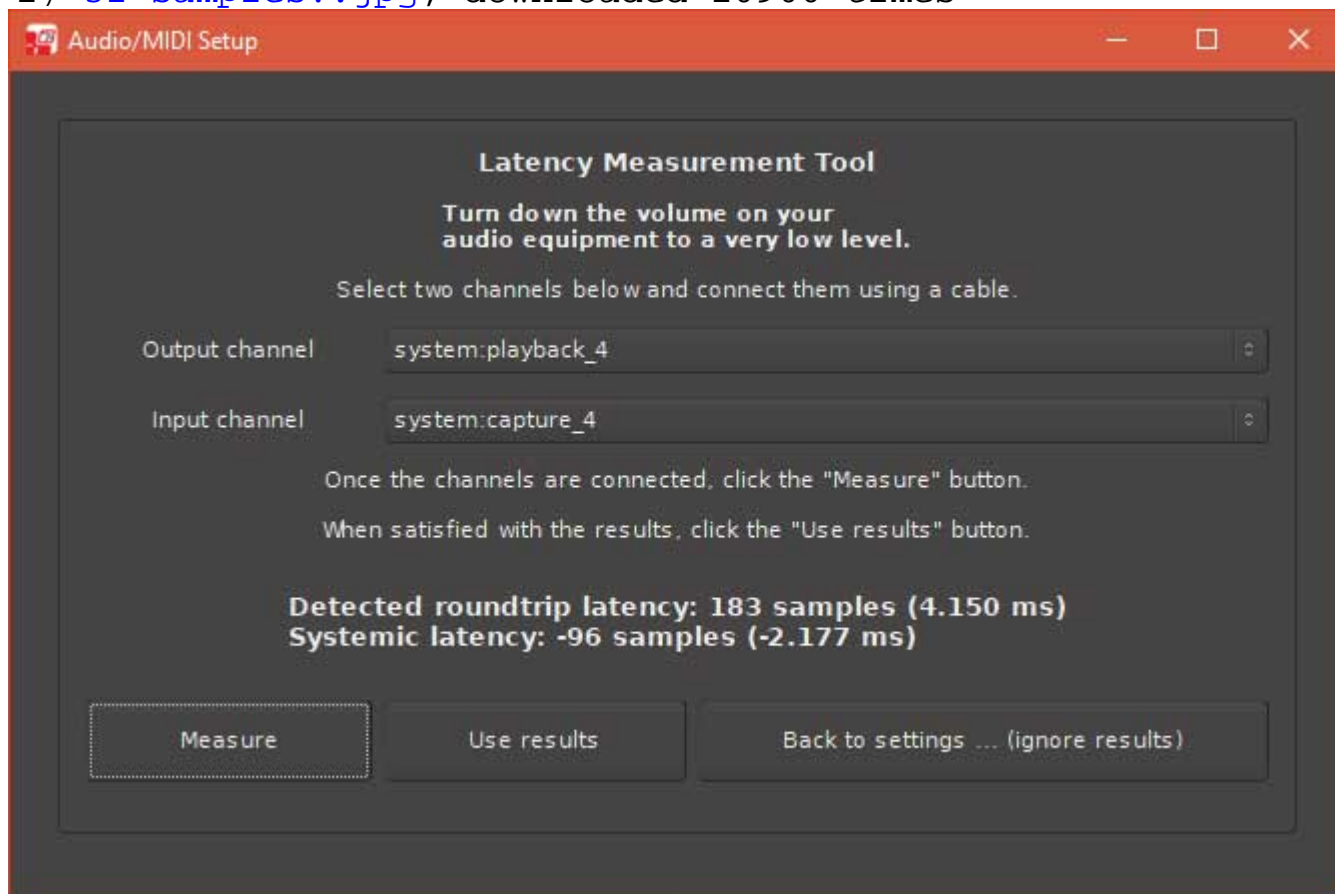 Audio/MIDI Setup
Latency Measurement Tool
Turn down the volume on your
audio equipment to a very low level.
Select two channels below and connect them using a cable.
Output channel system:playback_4
Input channel system:capture_4
Once the channels are connected, click the "Measure" button.
When satisfied with the results, click the "Use results" button.
Detected roundtrip latency: 183 samples (4.150 ms)
Systemic latency: -96 samples (-2.177 ms)
Measure Use results Back to settings ... (ignore results)